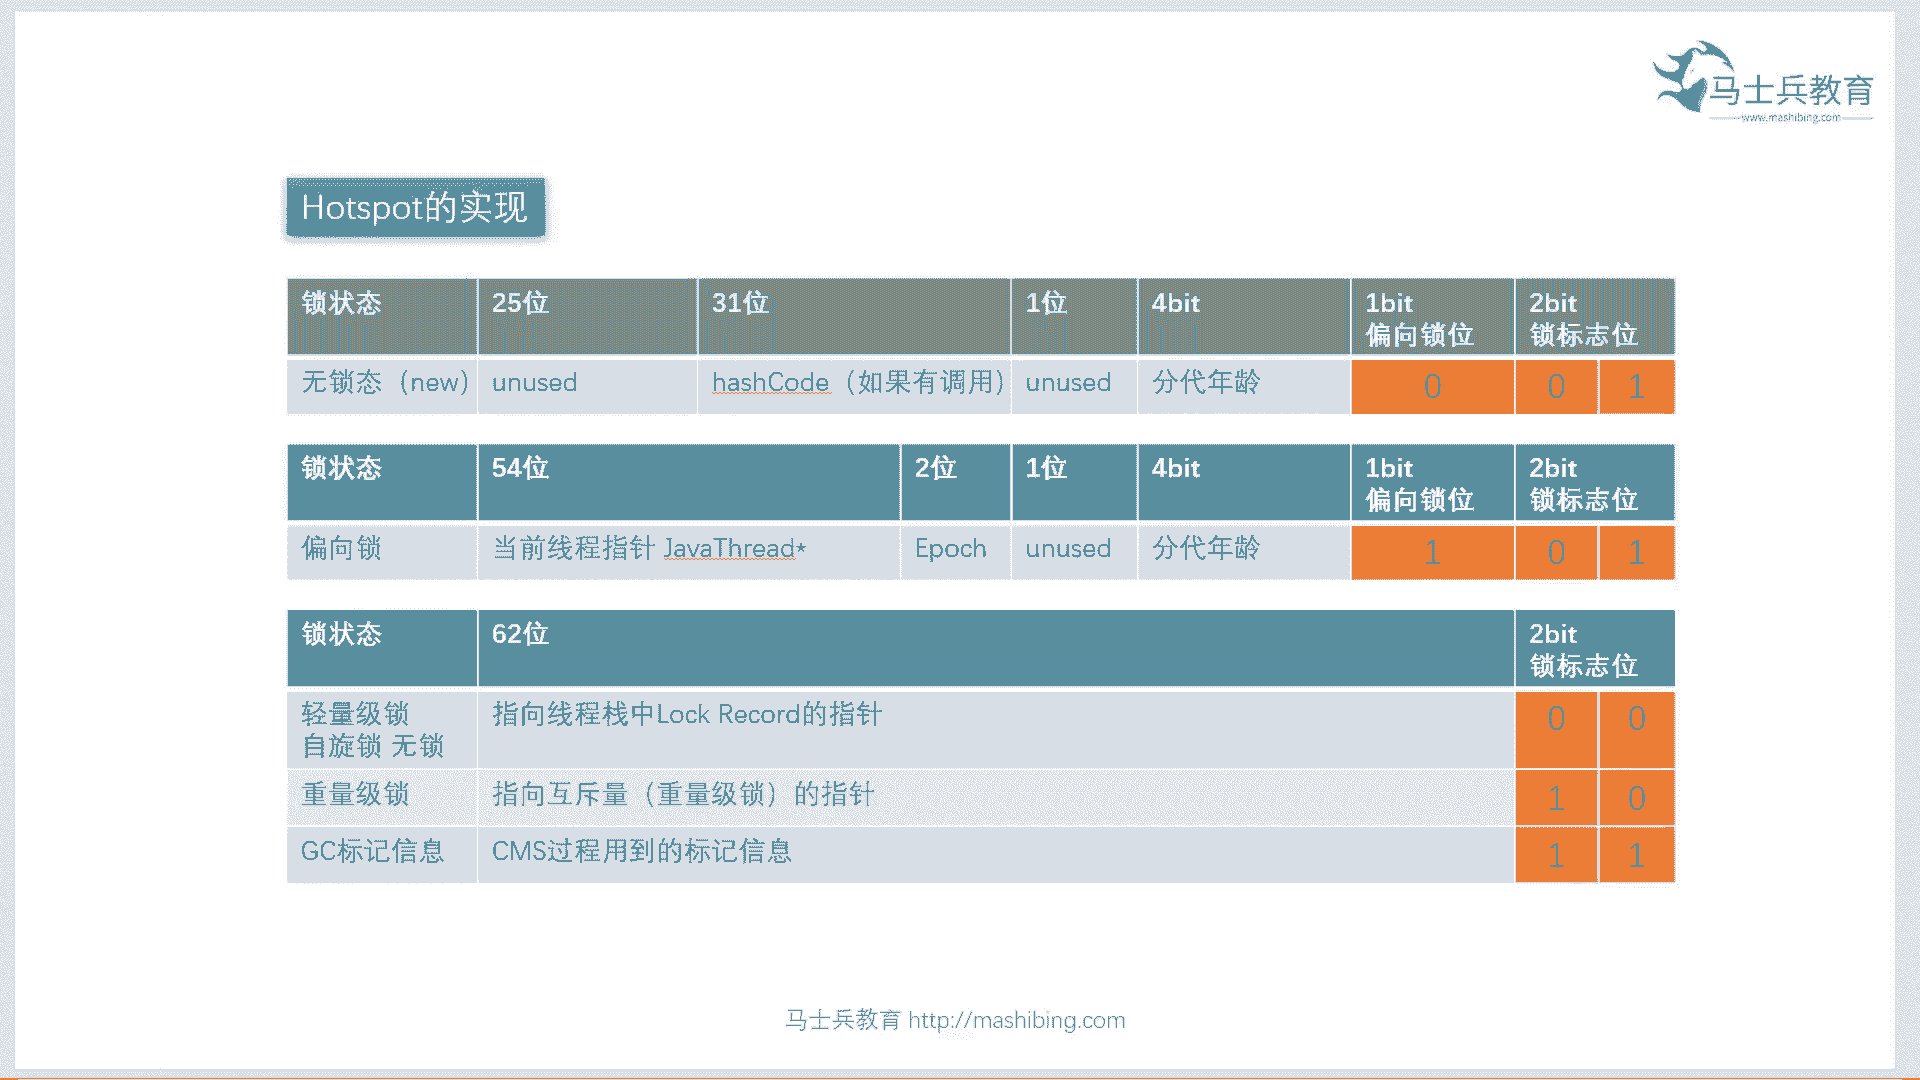 马士兵教育
www.mashibing.com
Hotspot的实现
锁状态 25位 31位 1位 4bit 1bit 2bit
偏向锁位 锁标志位
无锁态（new） unused hashCode（如果有调用） unused 分代年龄 0 0 1
锁状态 54位 2位 1位 4bit 1bit 2bit
偏向锁位 锁标志位
偏向锁 当前线程指针 JavaThread* Epoch unused 分代年龄 1 0 1
锁状态 62位 2bit
锁标志位
轻量级锁 指向线程栈中Lock Record的指针 0 0
自旋锁 无锁
重量级锁 指向互斥量（重量级锁）的指针 1 0
GC标记信息 CMS过程用到的标记信息 1 1
马士兵教育 http://mashibing.com